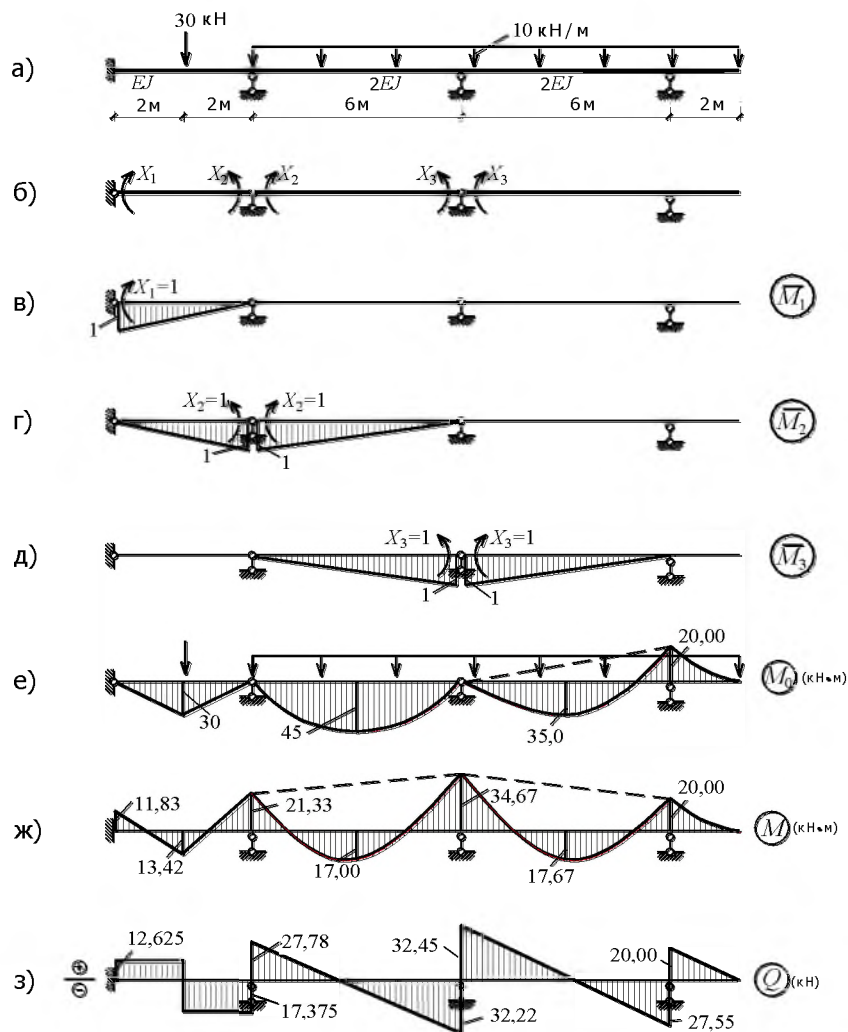 30 кН
10 кН/м
а)
EJ
2EJ
2EJ
2м
2м
6м
6м
2м
б)
X₁
X₂
X₂
X₃
X₃
в)
X₁=1
1
M̅₁
г)
X₂=1
X₂=1
1
1
M̅₂
д)
X₃=1
X₃=1
1
1
M̅₃
е)
30
45
35,0
20,00
M₀ (кН•м)
ж)
11,83
13,42
21,33
17,00
34,67
17,67
20,00
M (кН•м)
з)
+
−
12,625
27,78
17,375
32,45
32,22
20,00
27,55
Q (кН)